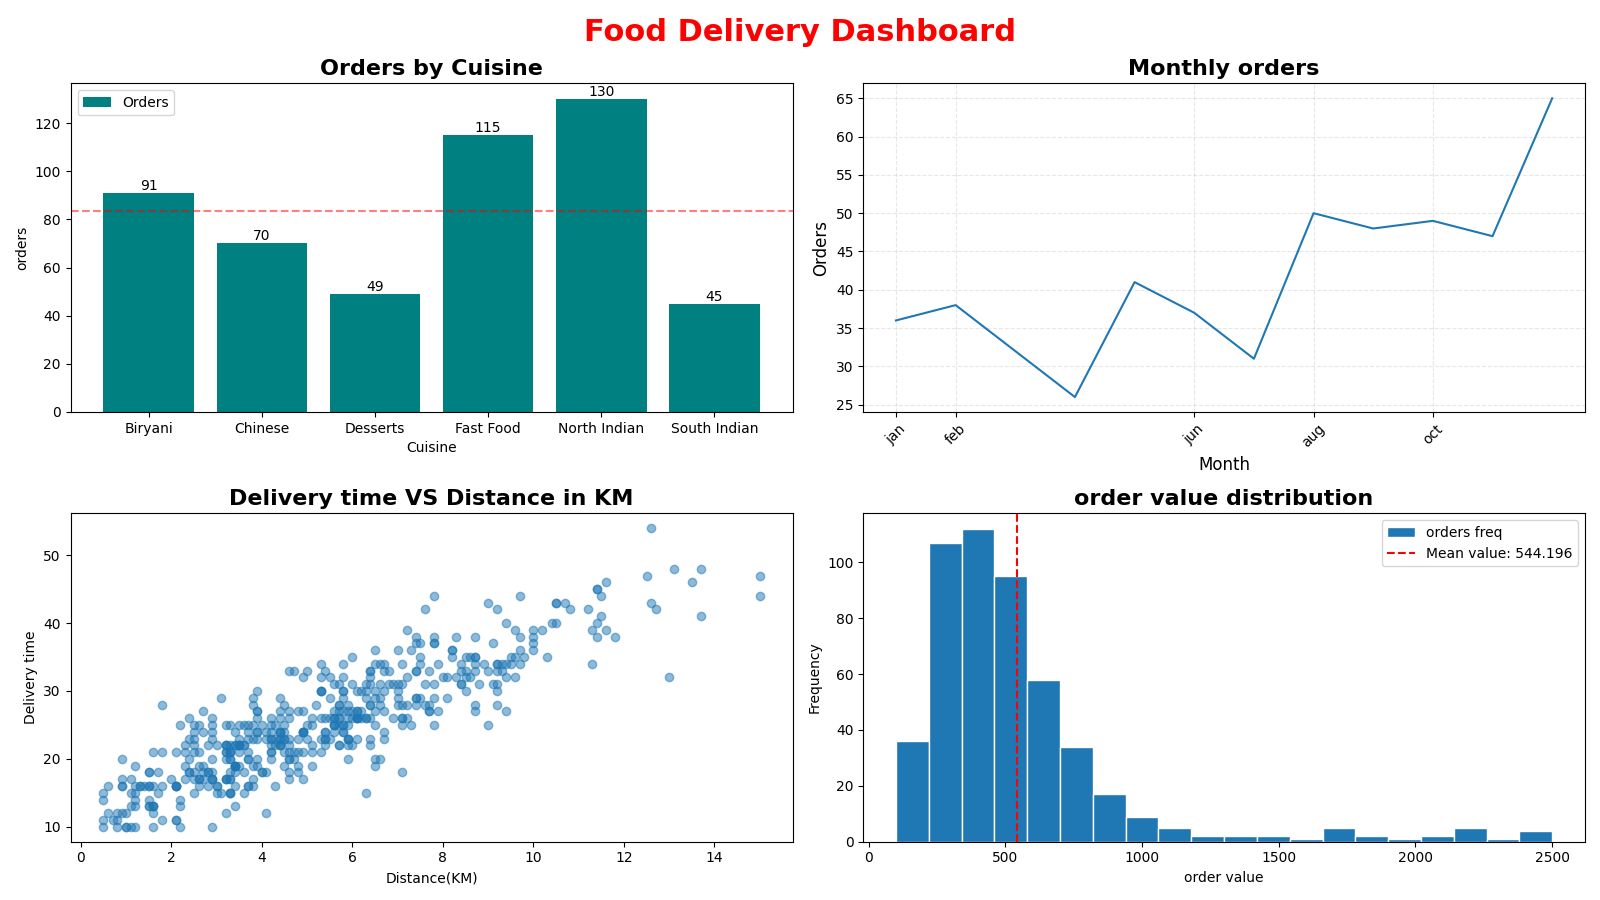 Food Delivery Dashboard
Orders by Cuisine
Orders
130
115
91
70
49
45
120
100
80
60
40
20
0
orders
Biryani Chinese Desserts Fast Food North Indian South Indian
Cuisine
Monthly orders
65
60
55
50
45
40
35
30
25
Orders
jan feb jun aug oct
Month
Delivery time VS Distance in KM
50
40
30
20
10
Delivery time
0 2 4 6 8 10 12 14
Distance(KM)
order value distribution
orders freq
Mean value: 544.196
100
80
60
40
20
0
Frequency
0 500 1000 1500 2000 2500
order value